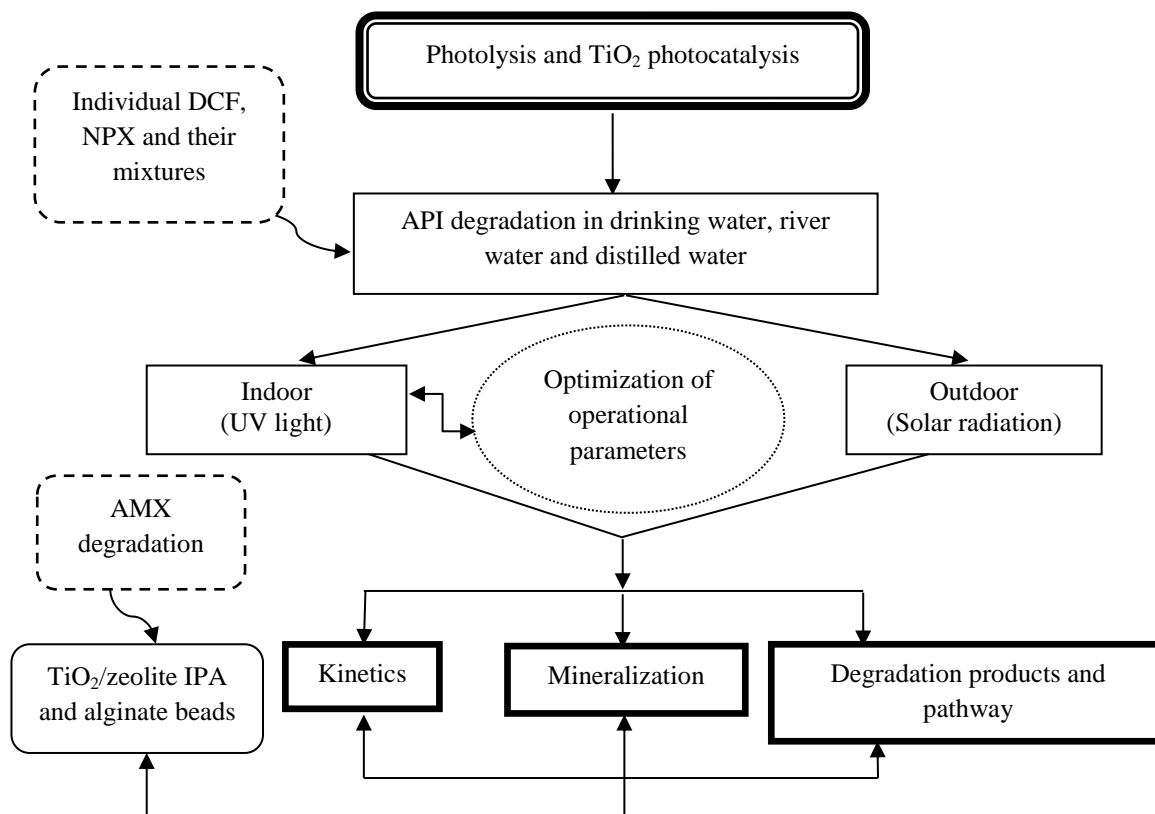 Photolysis and TiO₂ photocatalysis
Individual DCF,
NPX and their
mixtures
API degradation in drinking water, river
water and distilled water
Indoor
(UV light)
Optimization of
operational
parameters
Outdoor
(Solar radiation)
AMX
degradation
TiO₂/zeolite IPA
and alginate beads
Kinetics
Mineralization
Degradation products and
pathway